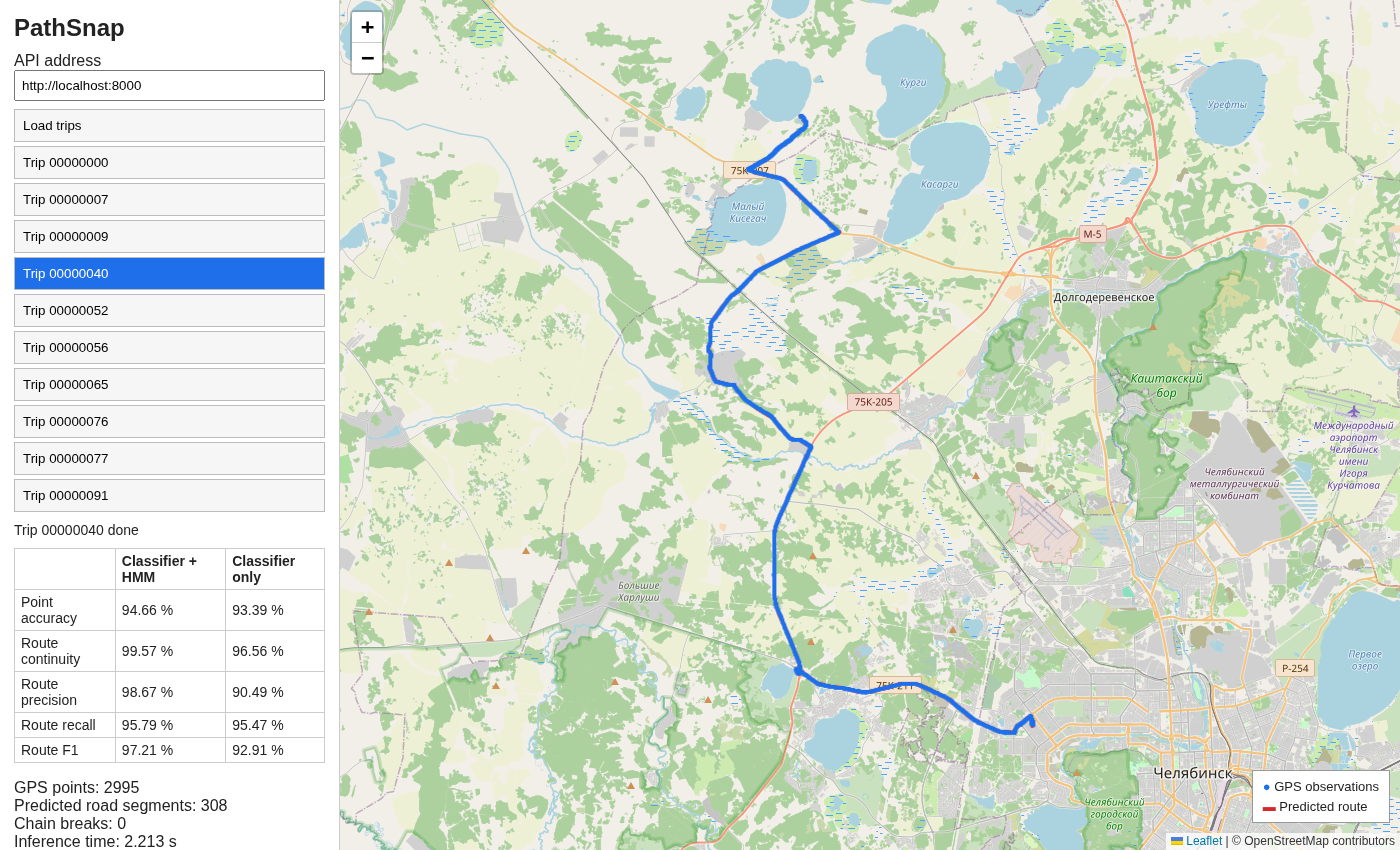 PathSnap
API address
http://localhost:8000
Load trips
Trip 00000000
Trip 00000007
Trip 00000009
Trip 00000040
Trip 00000052
Trip 00000056
Trip 00000065
Trip 00000076
Trip 00000077
Trip 00000091
Trip 00000040 done
Classifier +
HMM
Classifier
only
Point
accuracy
94.66 %
93.39 %
Route
continuity
99.57 %
96.56 %
Route
precision
98.67 %
90.49 %
Route recall
95.79 %
95.47 %
Route F1
97.21 %
92.91 %
GPS points: 2995
Predicted road segments: 308
Chain breaks: 0
Inference time: 2.213 s
+
−
Курги
Урефты
Касарги
Малый
Кисегач
М-5
Долгодеревенское
Каштакский
бор
75К-205
Международный
аэропорт
Челябинск
имени
Игоря
Курчатова
Челябинский
металлургический
комбинат
Большие
Харлуши
Первое
озеро
Р-254
Челябинск
Челябинский
городской
бор
GPS observations
Predicted route
Leaflet | © OpenStreetMap contributors